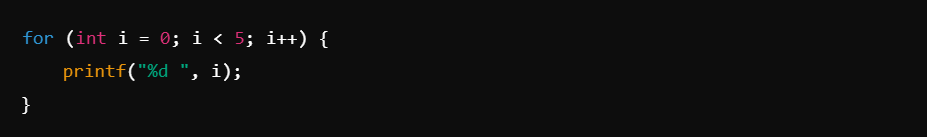 for (int i = 0; i < 5; i++) {
    printf("%d ", i);
}